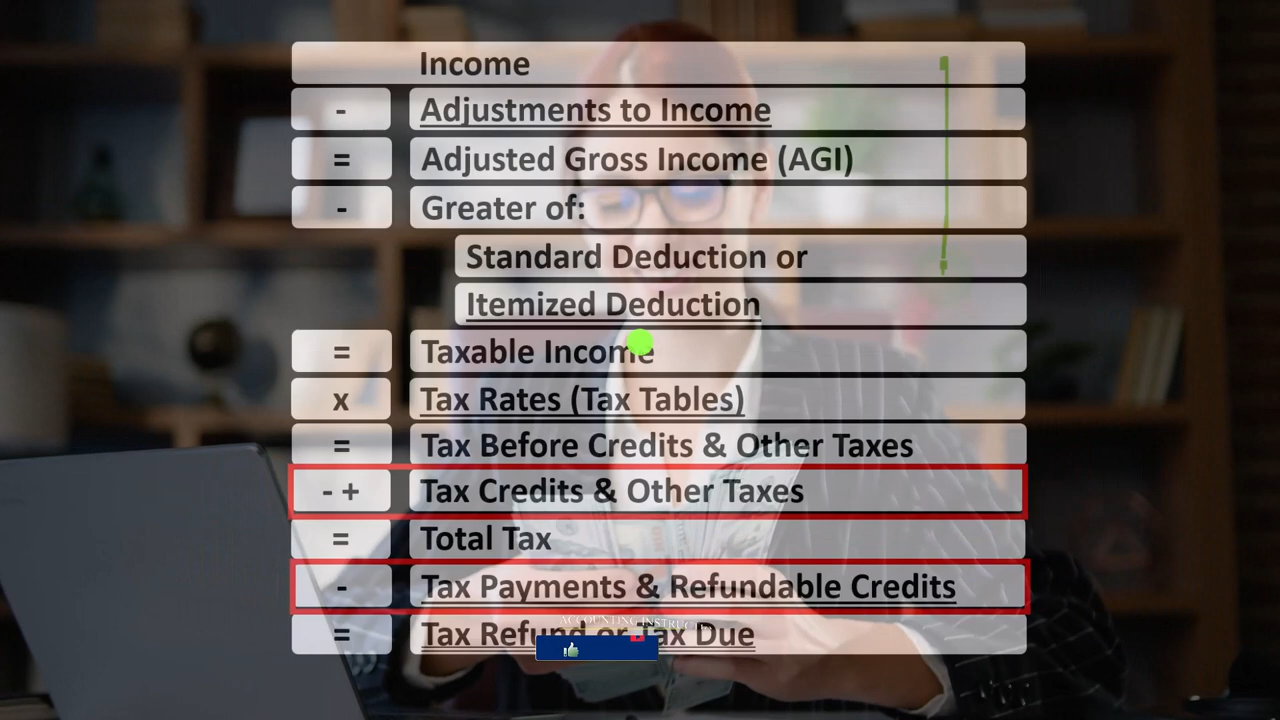 Income
- Adjustments to Income
= Adjusted Gross Income (AGI)
- Greater of:
Standard Deduction or
Itemized Deduction
= Taxable Income
x Tax Rates (Tax Tables)
= Tax Before Credits & Other Taxes
- + Tax Credits & Other Taxes
= Total Tax
- Tax Payments & Refundable Credits
ACCOUNTING
= Tax Refund or Tax Due